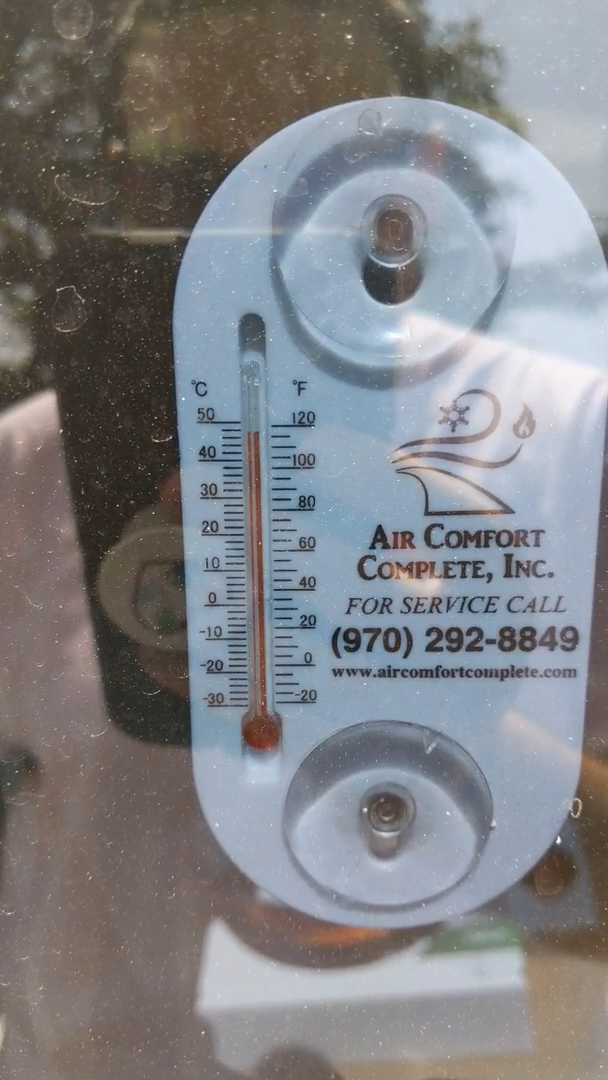 °C °F
50 120
40 100
30 80
20 60
10 40
0 20
-10 0
-20 -20
-30
AIR COMFORT
COMPLETE, INC.
FOR SERVICE CALL
(970) 292-8849
www.aircomfortcomplete.com